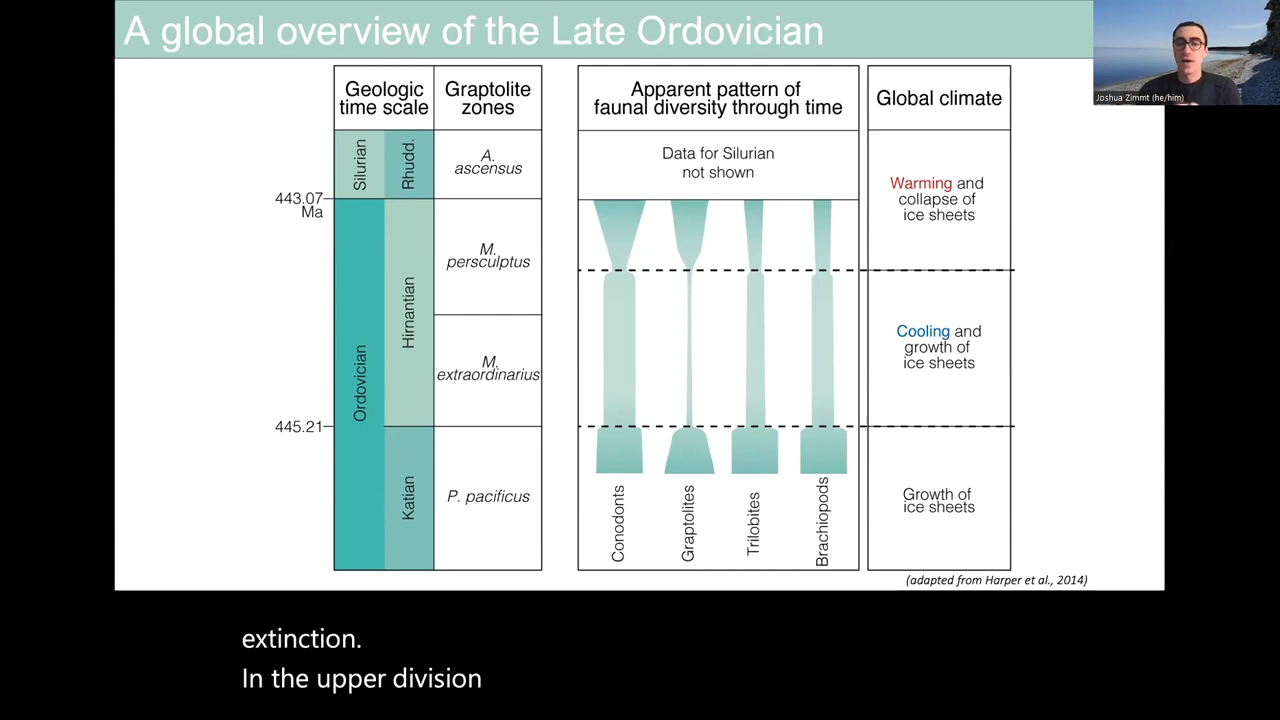 A global overview of the Late Ordovician
Joshua Zimmt (he/him)
Geologic
time scale
Graptolite
zones
Apparent pattern of
faunal diversity through time
Global climate
Silurian
Rhudd.
A.
ascensus
Data for Silurian
not shown
Warming and
collapse of
ice sheets
443.07
Ma
Ordovician
Hirnantian
M.
persculptus
M.
extraordinarius
Cooling and
growth of
ice sheets
445.21
Katian
P. pacificus
Conodonts
Graptolites
Trilobites
Brachiopods
Growth of
ice sheets
(adapted from Harper et al., 2014)
extinction.
In the upper division